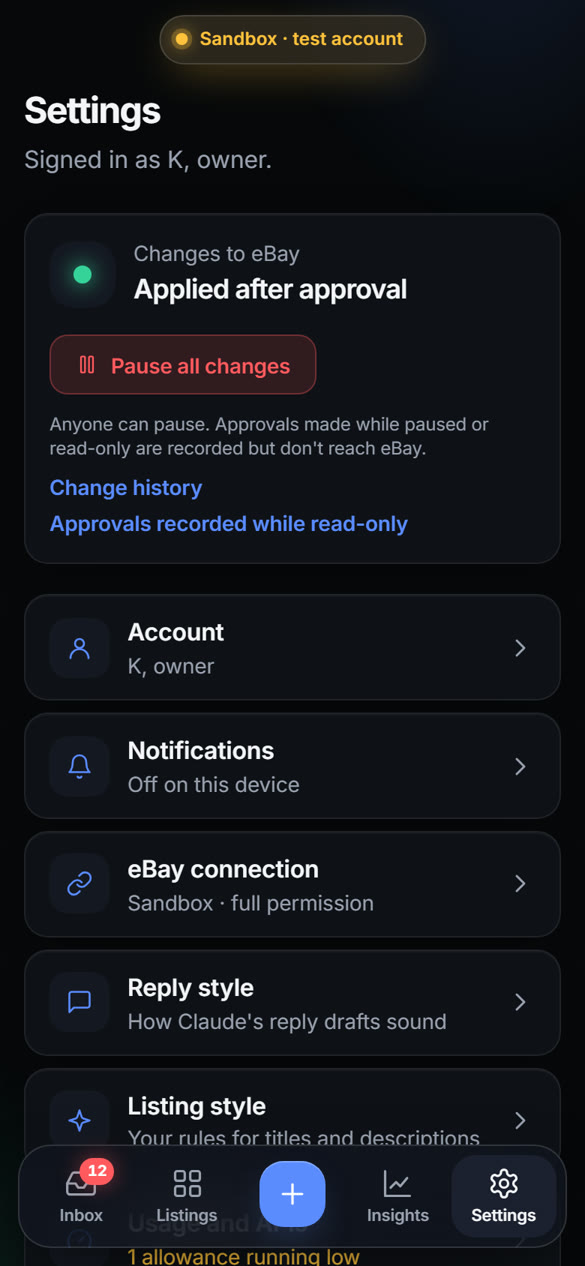 Sandbox · test account
Settings
Signed in as K, owner.
Changes to eBay
Applied after approval
Pause all changes
Anyone can pause. Approvals made while paused or
read-only are recorded but don't reach eBay.
Change history
Approvals recorded while read-only
Account
K, owner
Notifications
Off on this device
eBay connection
Sandbox · full permission
Reply style
How Claude's reply drafts sound
Listing style
Your rules for titles and descriptions
12
Inbox
Listings
Insights
Settings
Usage and
1 allowance running low